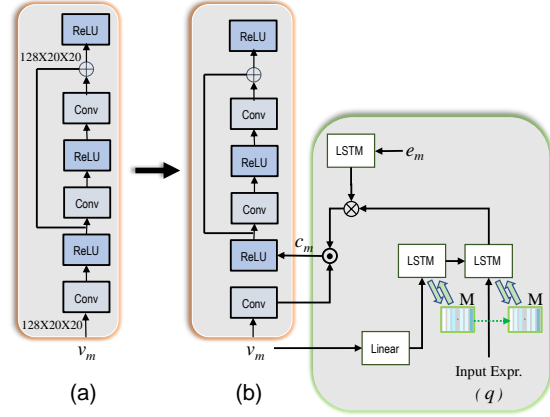 ReLU
128X20X20
Conv
ReLU
Conv
ReLU
Conv
128X20X20
v_m
(a)
ReLU
Conv
ReLU
Conv
ReLU
Conv
v_m
(b)
LSTM
e_m
c_m
LSTM
LSTM
M
M
Linear
Input Expr.
(q)